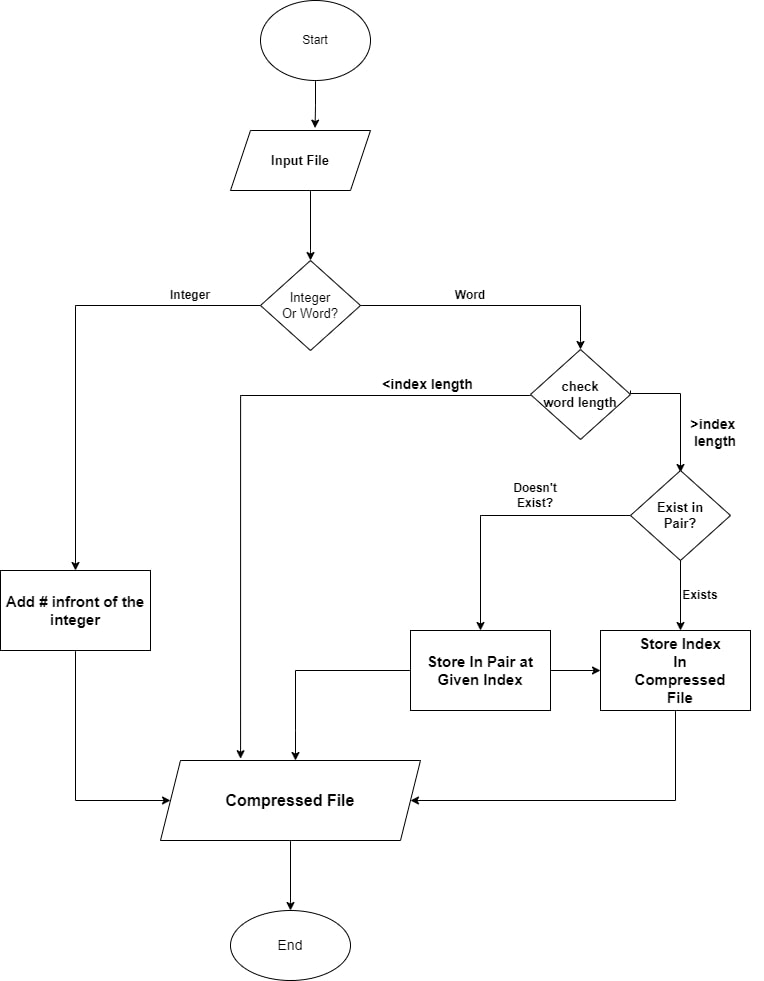 Start
Input File
Integer
Integer
Or Word?
Word
<index length
check
word length
>index
length
Doesn't
Exist?
Exist in
Pair?
Exists
Add # infront of the
integer
Store In Pair at
Given Index
Store Index
In
Compressed
File
Compressed File
End